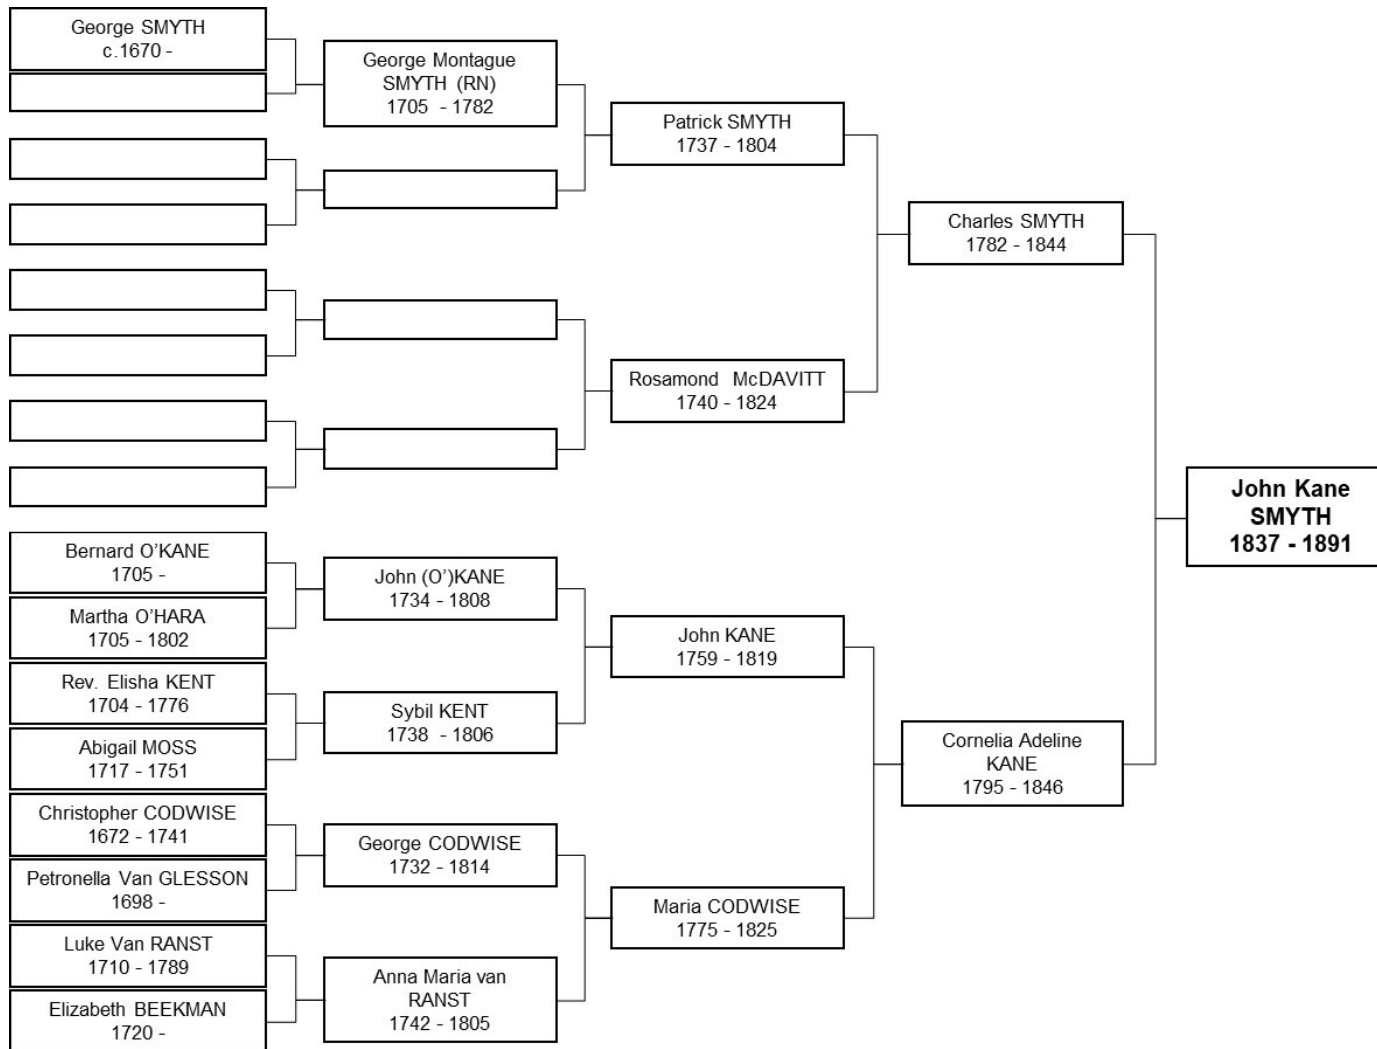 George SMYTH
c.1670 -
George Montague
SMYTH (RN)
1705 - 1782
Patrick SMYTH
1737 - 1804
Charles SMYTH
1782 - 1844
Rosamond McDAVITT
1740 - 1824
John Kane
SMYTH
1837 - 1891
Bernard O’KANE
1705 -
Martha O’HARA
1705 - 1802
John (O’)KANE
1734 - 1808
Rev. Elisha KENT
1704 - 1776
Abigail MOSS
1717 - 1751
Sybil KENT
1738 - 1806
John KANE
1759 - 1819
Cornelia Adeline
KANE
1795 - 1846
Christopher CODWISE
1672 - 1741
Petronella Van GLESSON
1698 -
George CODWISE
1732 - 1814
Maria CODWISE
1775 - 1825
Luke Van RANST
1710 - 1789
Elizabeth BEEKMAN
1720 -
Anna Maria van
RANST
1742 - 1805